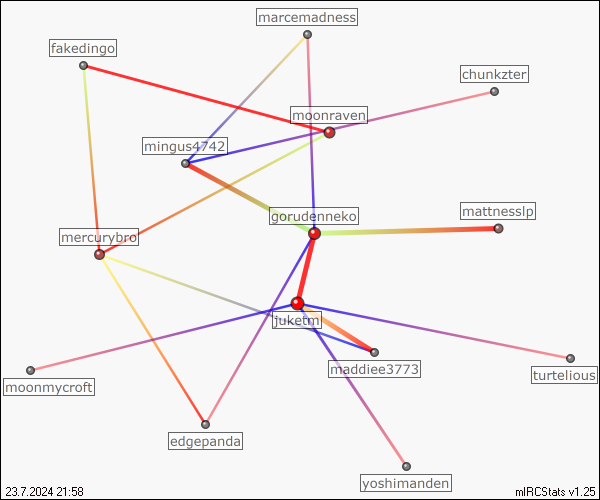 marcemadness
fakedingo
chunkzter
moonraven
mingus4742
gorudenneko
mattnesslp
mercurybro
juketm
maddiee3773
moonmycroft
turtelious
edgepanda
yoshimanden
23.7.2024 21:58
mIRCStats v1.25